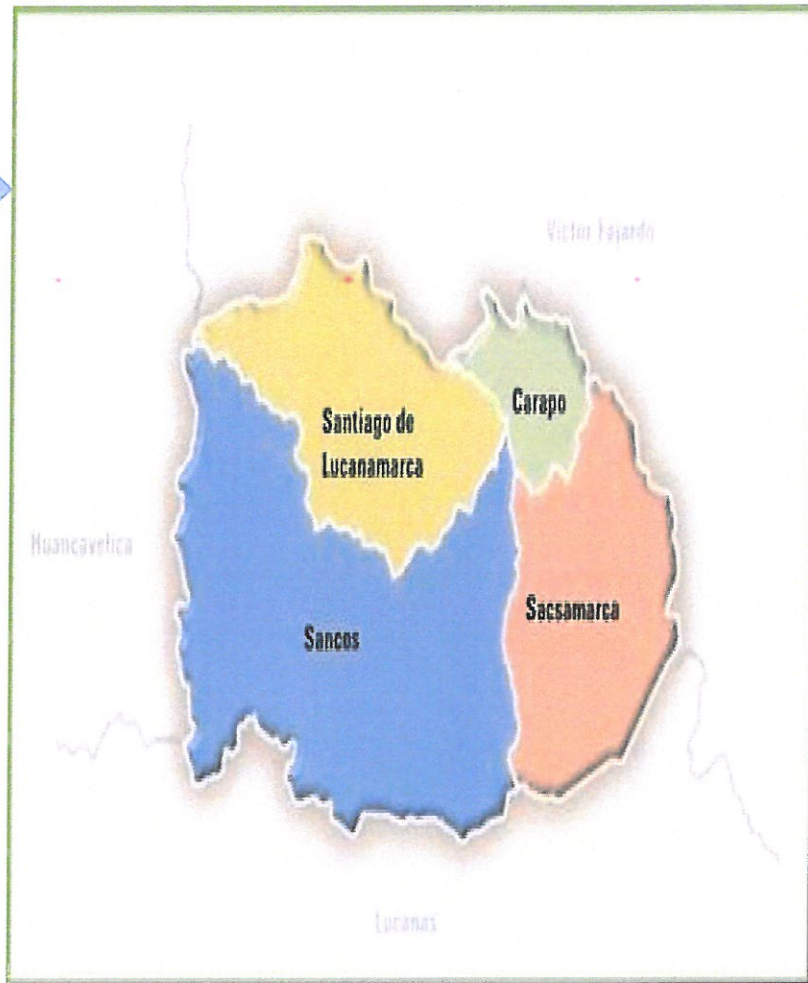 Victor Fajardo
Carapo
Santiago de
Lucanamarca
Huancavelica
Sancos
Sacsamarca
Lucanas